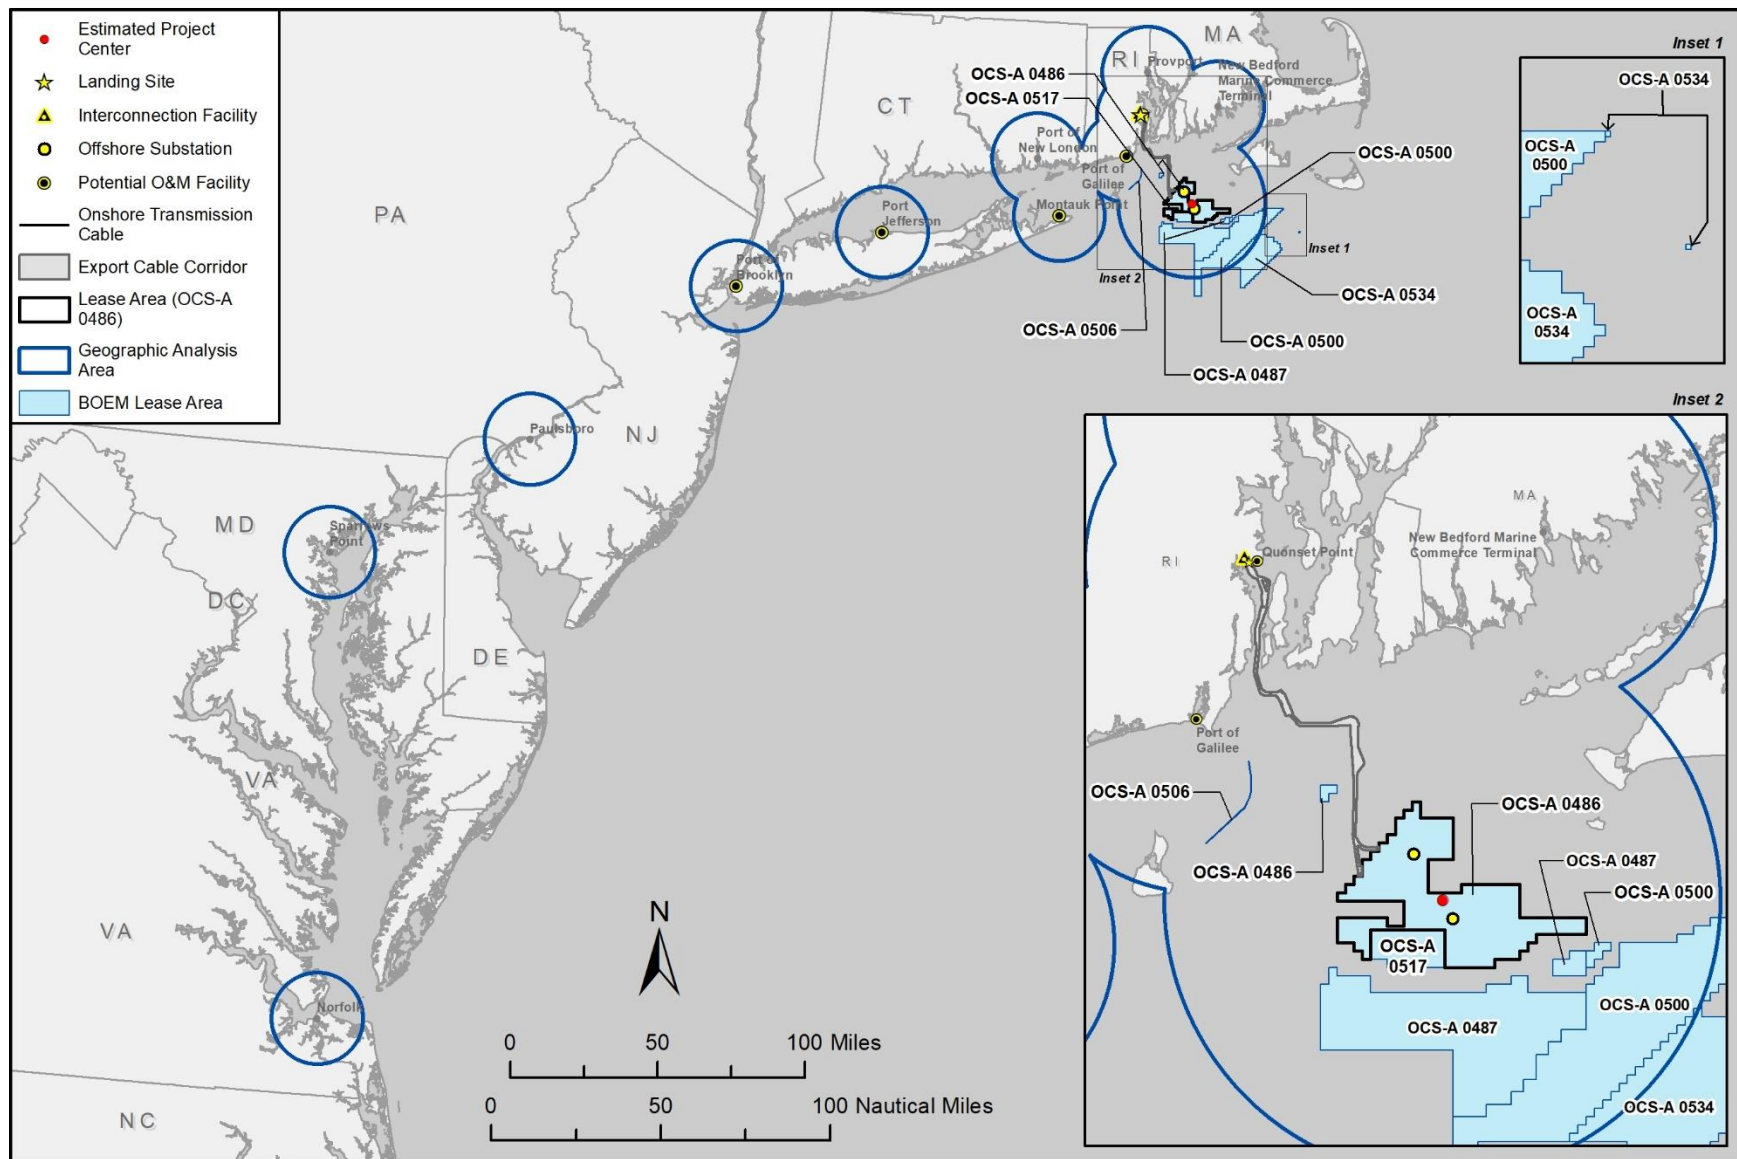 Estimated Project
Center
Landing Site
Interconnection Facility
Offshore Substation
Potential O&M Facility
Onshore Transmission
Cable
Export Cable Corridor
Lease Area (OCS-A
0486)
Geographic Analysis
Area
BOEM Lease Area
MA
RI
Provport
New Bedford
Marine Commerce
Terminal
OCS-A 0486
OCS-A 0517
CT
Port of
New London
Port of
Galilee
OCS-A 0500
Montauk Point
Port
Jefferson
PA
Port of
Brooklyn
Inset 1
Inset 2
OCS-A 0534
OCS-A 0506
OCS-A 0500
OCS-A 0487
Paulsboro
NJ
MD
Sparrows
Point
DC
DE
VA
VA
Norfolk
NC
N
0 50 100 Miles
0 50 100 Nautical Miles
Inset 1
OCS-A 0534
OCS-A
0500
OCS-A
0534
Inset 2
MA
New Bedford Marine
Commerce Terminal
RI
Quonset Point
Port of
Galilee
OCS-A 0506
OCS-A 0486
OCS-A 0486
OCS-A 0487
OCS-A 0500
OCS-A
0517
OCS-A 0500
OCS-A 0487
OCS-A 0534